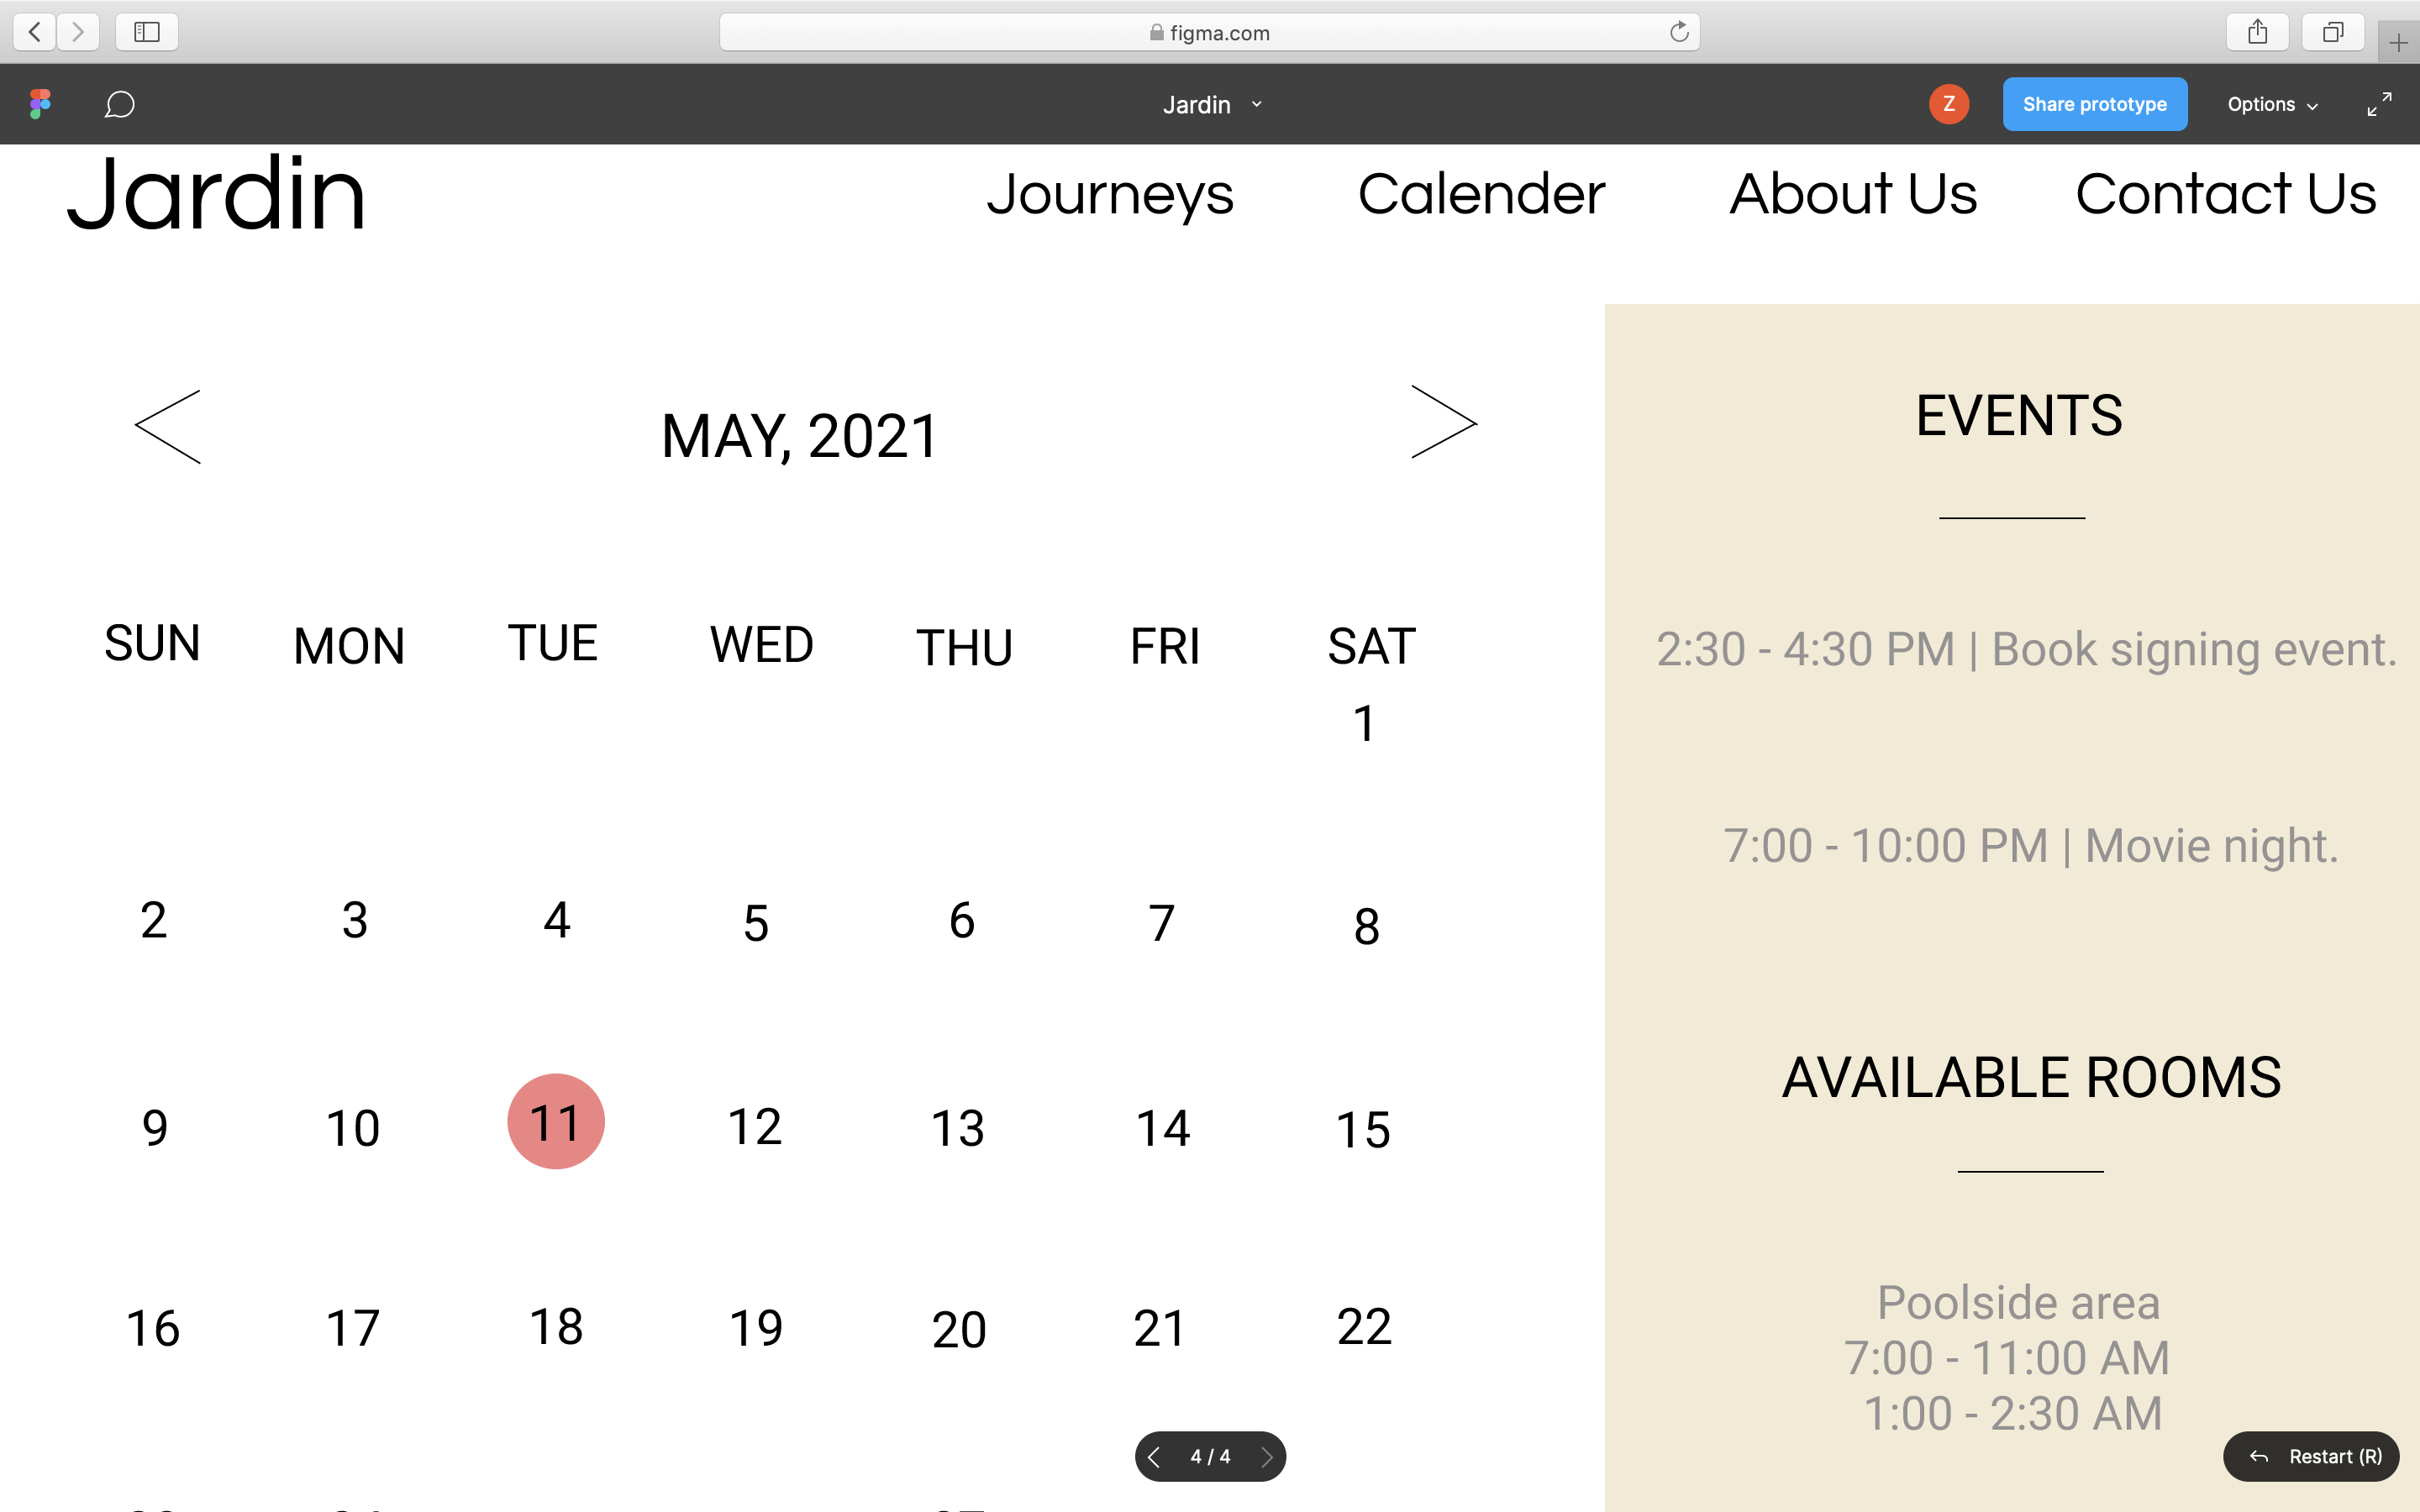 figma.com
Jardin
Z
Share prototype
Options
Jardin
Journeys
Calender
About Us
Contact Us
MAY, 2021
SUN MON TUE WED THU FRI SAT
1
2 3 4 5 6 7 8
9 10 11 12 13 14 15
16 17 18 19 20 21 22
EVENTS
2:30 - 4:30 PM | Book signing event.
7:00 - 10:00 PM | Movie night.
AVAILABLE ROOMS
Poolside area
7:00 - 11:00 AM
1:00 - 2:30 AM
4 / 4
Restart (R)